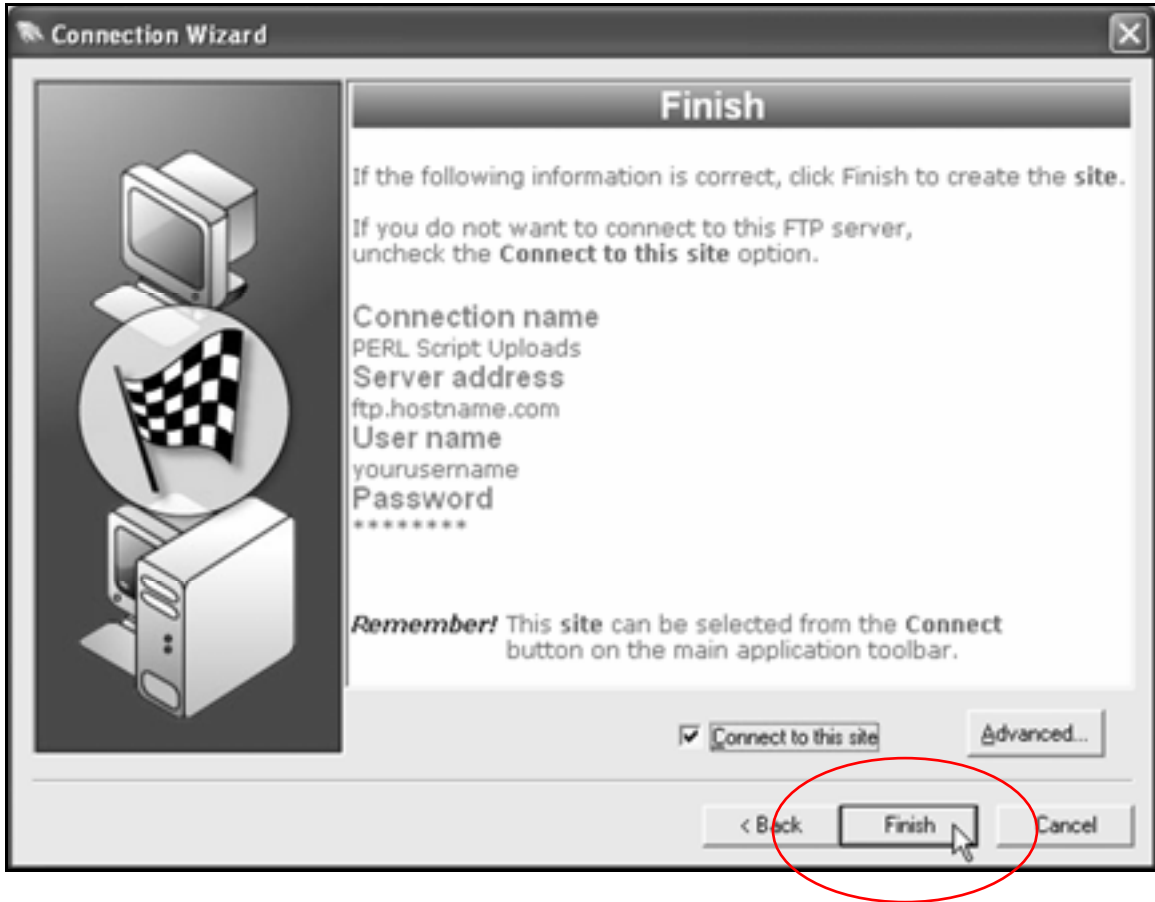 Connection Wizard
Finish
If the following information is correct, click Finish to create the site.
If you do not want to connect to this FTP server,
uncheck the Connect to this site option.
Connection name
PERL Script Uploads
Server address
ftp.hostname.com
User name
yourusername
Password
********
Remember! This site can be selected from the Connect
button on the main application toolbar.
Connect to this site
Advanced...
< Back Finish Cancel